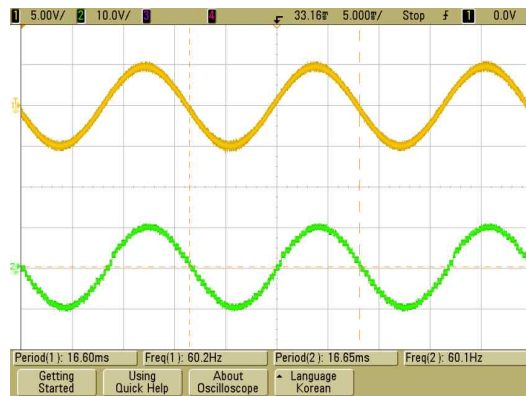 1 5.00V/ 2 10.0V/ 3 4 33.16㎳ 5.000㎳/ Stop 1 0.0V
1
2
Period(1): 16.60ms Freq(1): 60.2Hz Period(2): 16.65ms Freq(2): 60.1Hz
Getting Started
Using Quick Help
About Oscilloscope
Language Korean